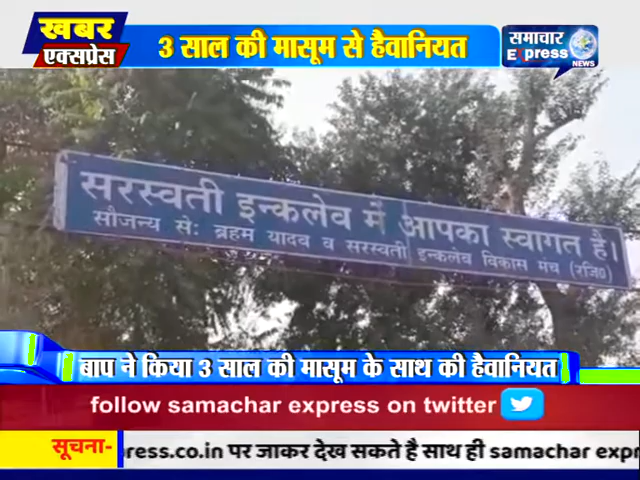 खबर
एक्सप्रेस
3 साल की मासूम से हैवानियत
समाचार
Express
NEWS
सरस्वती इन्कलेव में आपका स्वागत है।
सौजन्य से: ब्रहम यादव व सरस्वती इन्कलेव विकास मंच (रजि०)
बाप ने किया 3 साल की मासूम के साथ की हैवानियत
follow samachar express on twitter
सूचना- ress.co.in पर जाकर देख सकते है साथ ही samachar expr